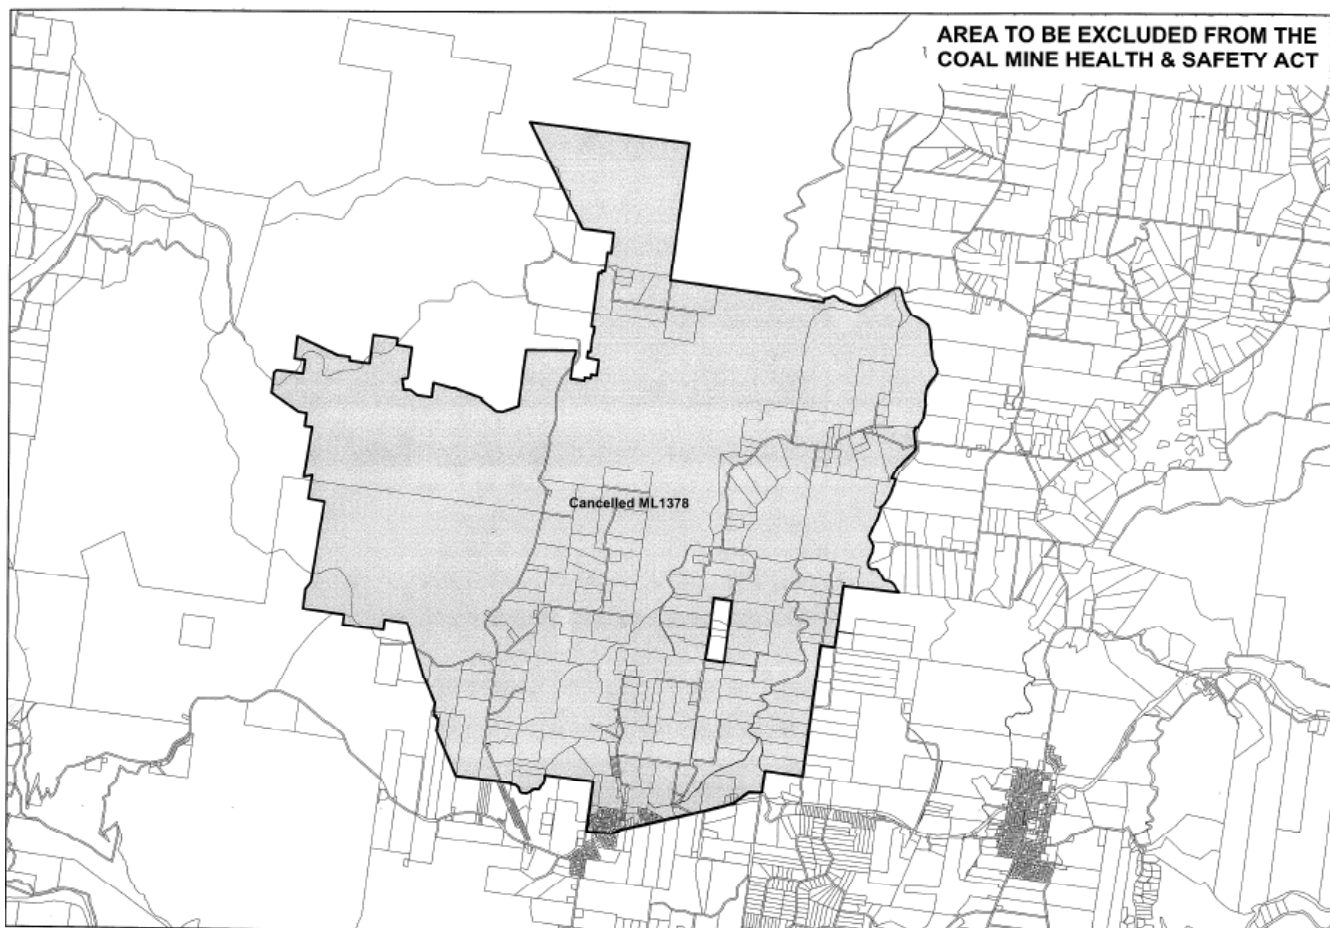 AREA TO BE EXCLUDED FROM THE
COAL MINE HEALTH & SAFETY ACT
Cancelled ML1378